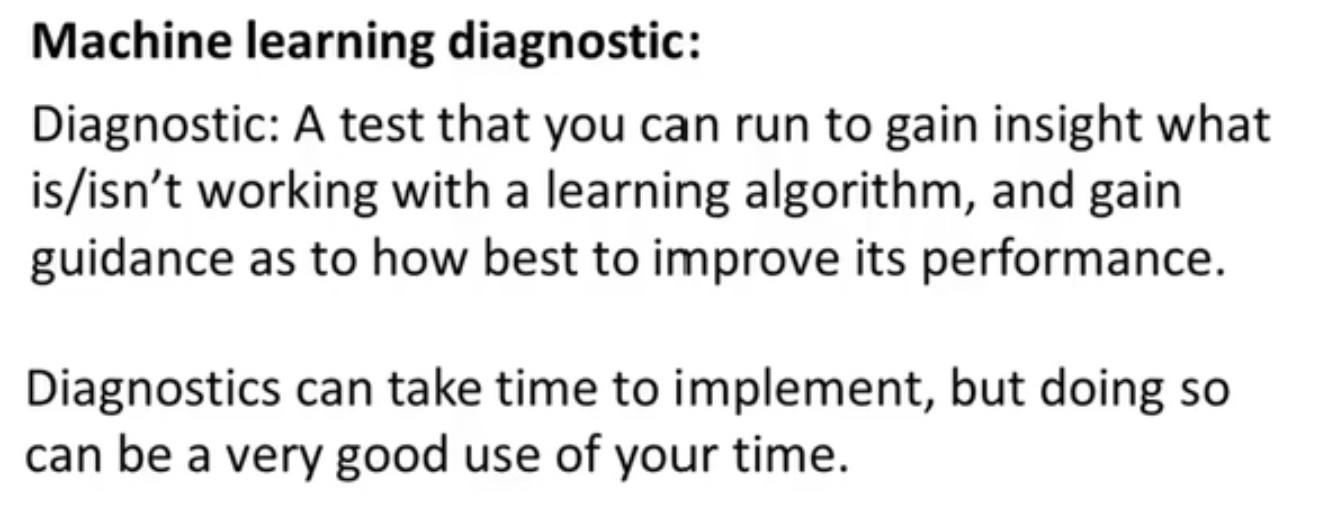 Machine learning diagnostic:
Diagnostic: A test that you can run to gain insight what
is/isn’t working with a learning algorithm, and gain
guidance as to how best to improve its performance.
Diagnostics can take time to implement, but doing so
can be a very good use of your time.